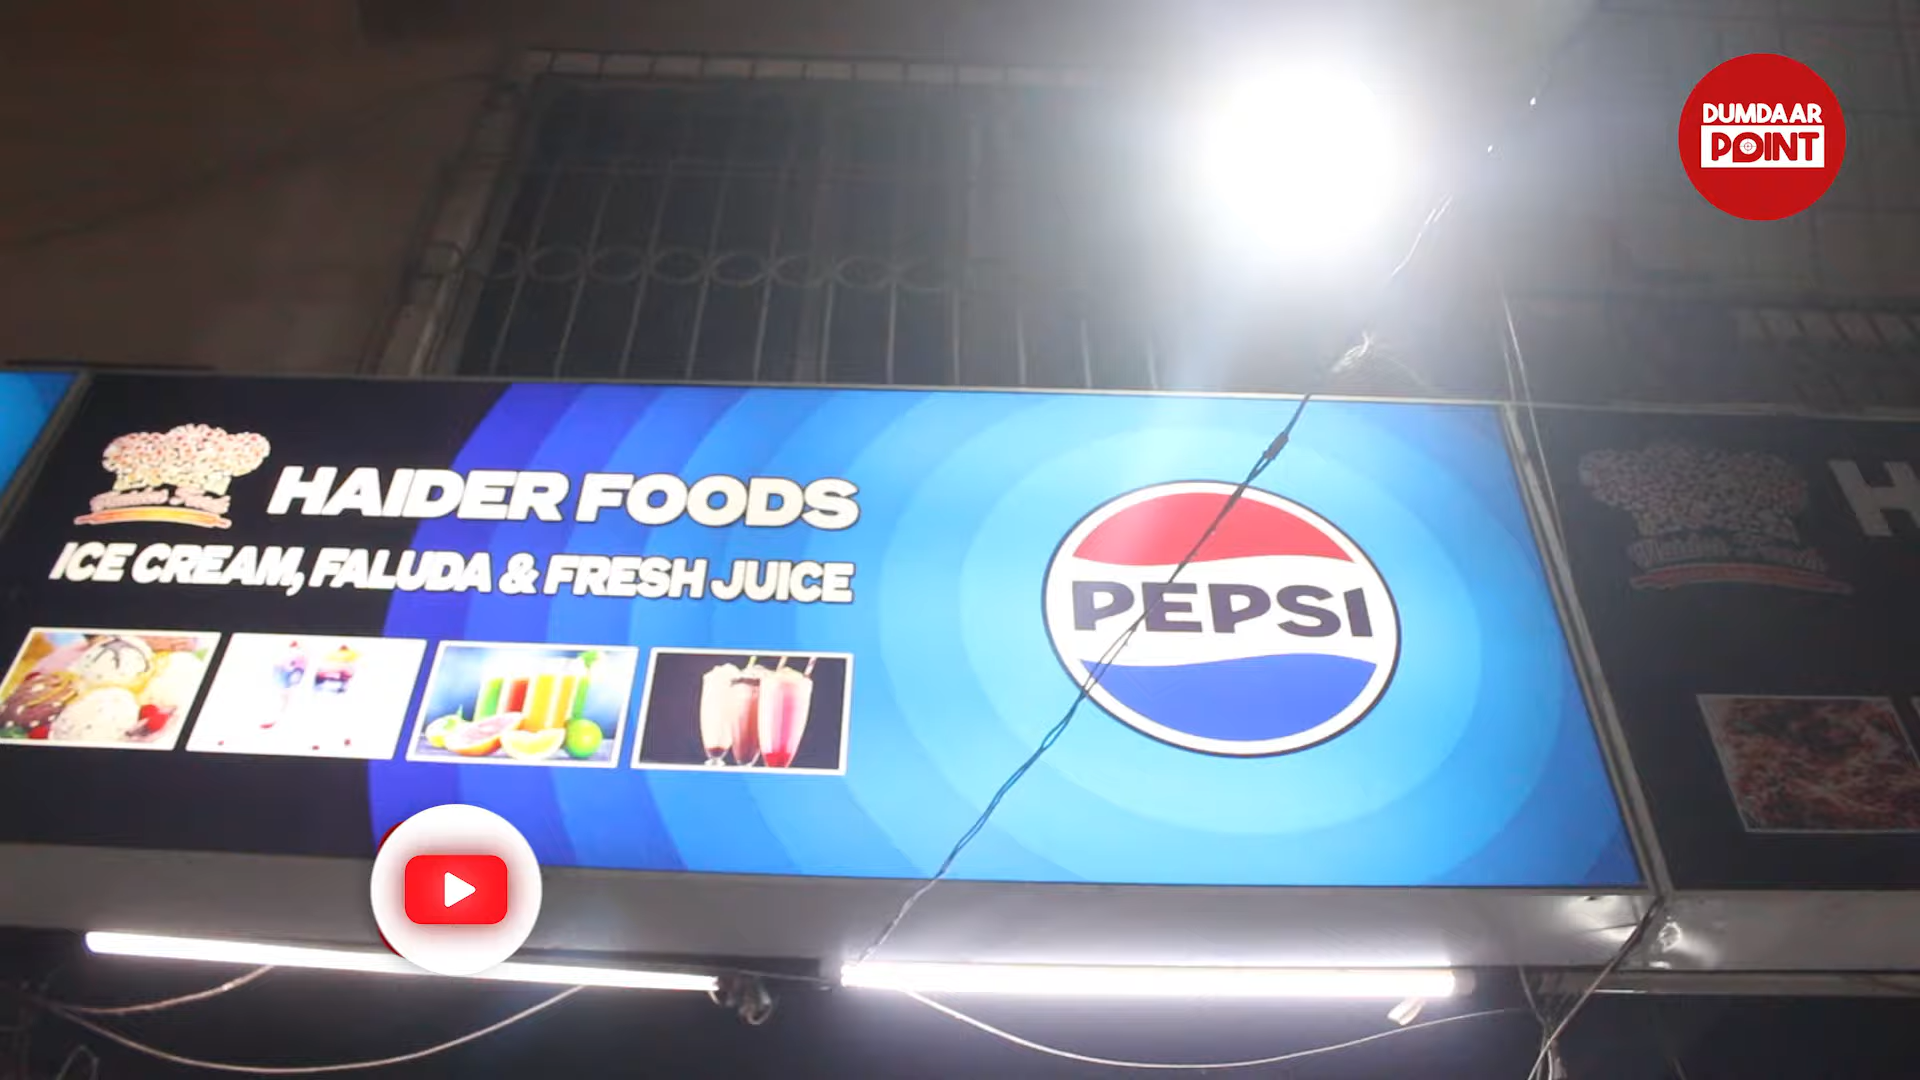 DUMDAAR
POINT
HAIDER FOODS
ICE CREAM, FALUDA & FRESH JUICE
PEPSI
H